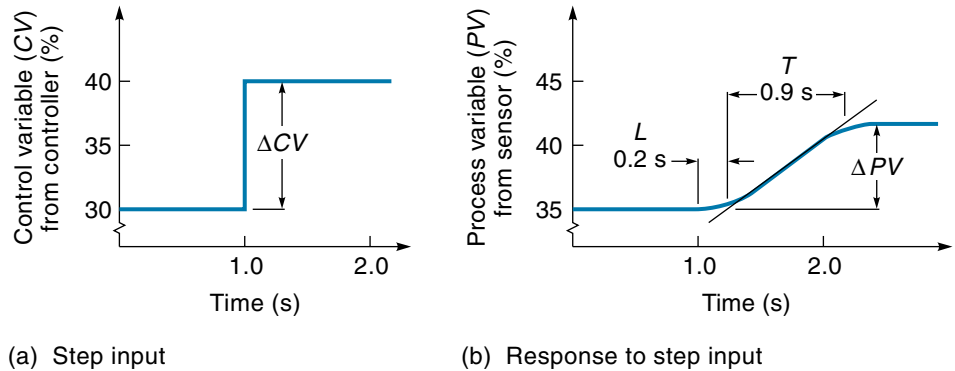 Control variable (CV)
from controller (%)
40
35
30
ΔCV
1.0
2.0
Time (s)
(a) Step input
Process variable (PV)
from sensor (%)
45
40
35
L
0.2 s
T
0.9 s
ΔPV
1.0
2.0
Time (s)
(b) Response to step input